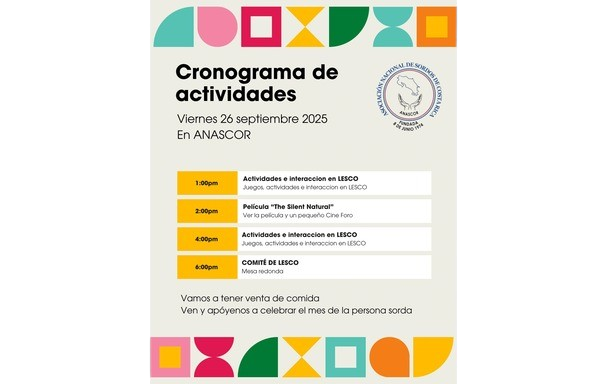 Cronograma de
actividades
Viernes 26 septiembre 2025
En ANASCOR
ASOCIACIÓN NACIONAL DE SORDOS DE COSTA RICA
ANASCOR
FUNDADA
8 DE JUNIO 1974
1:00pm
Actividades e interaccion en LESCO
Juegos, actividades e interaccion en LESCO
2:00pm
Película “The Silent Natural”
Ver la película y un pequeño Cine Foro
4:00pm
Actividades e interaccion en LESCO
Juegos, actividades e interaccion en LESCO
6:00pm
COMITÉ DE LESCO
Mesa redonda
Vamos a tener venta de comida
Ven y apóyenos a celebrar el mes de la persona sorda